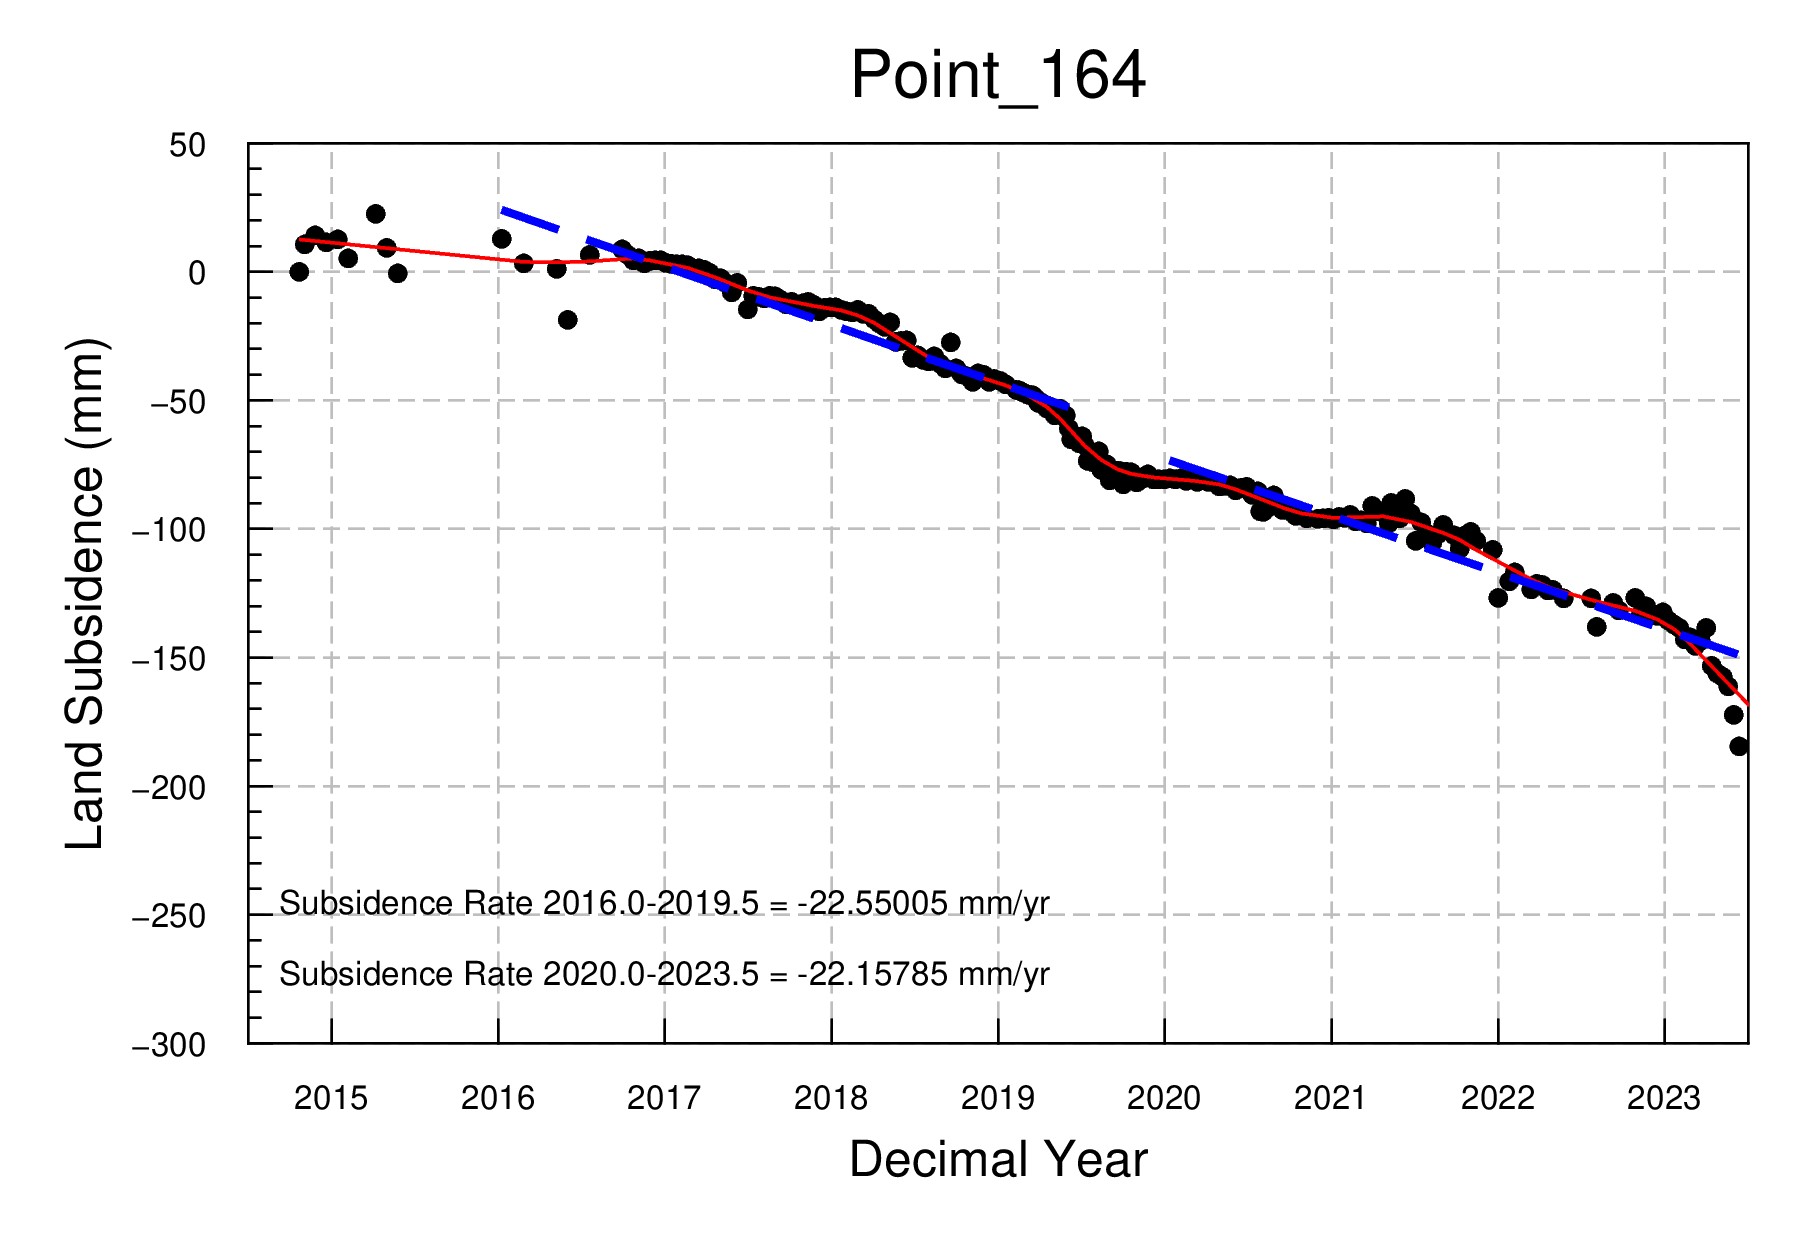 Point_164
50
0
−50
−100
−150
−200
−250
−300
Land Subsidence (mm)
Subsidence Rate 2016.0-2019.5 = -22.55005 mm/yr
Subsidence Rate 2020.0-2023.5 = -22.15785 mm/yr
2015 2016 2017 2018 2019 2020 2021 2022 2023
Decimal Year